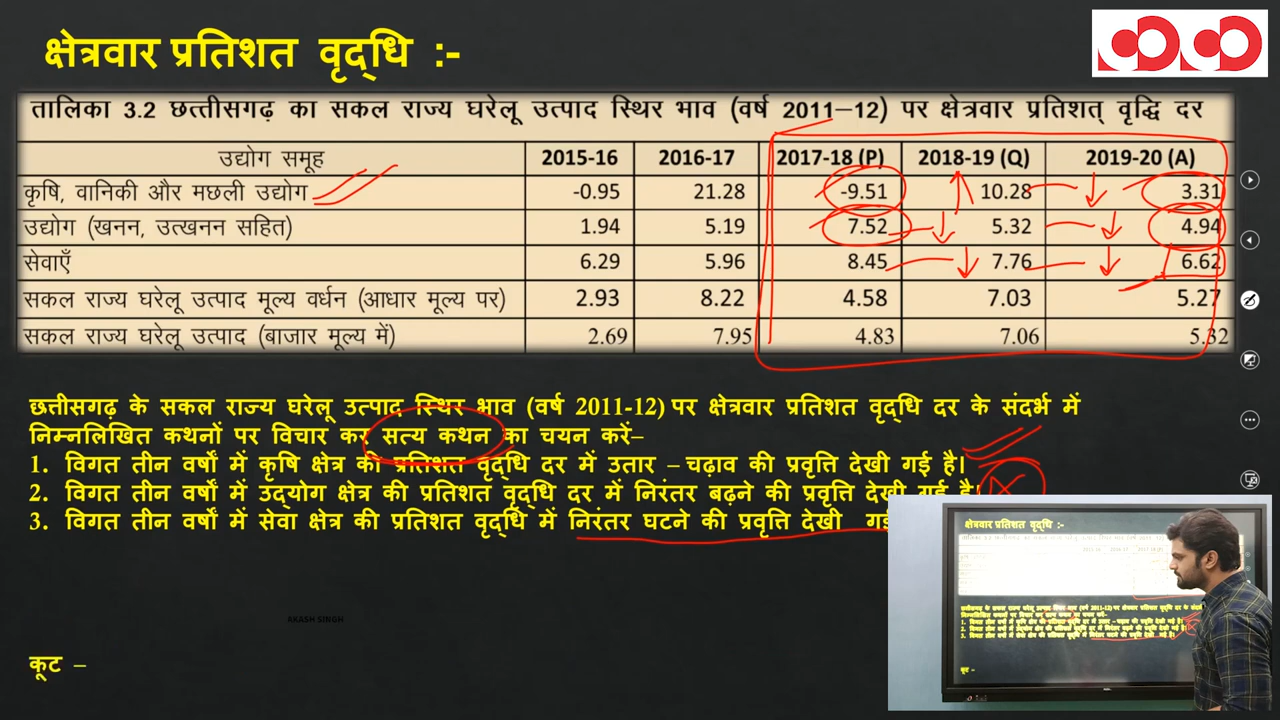 क्षेत्रवार प्रतिशत वृद्धि :-
तालिका 3.2 छत्तीसगढ़ का सकल राज्य घरेलू उत्पाद स्थिर भाव (वर्ष 2011–12) पर क्षेत्रवार प्रतिशत् वृद्धि दर
उद्योग समूह 2015-16 2016-17 2017-18 (P) 2018-19 (Q) 2019-20 (A)
कृषि, वानिकी और मछली उद्योग -0.95 21.28 -9.51 10.28 3.31
उद्योग (खनन, उत्खनन सहित) 1.94 5.19 7.52 5.32 4.94
सेवाएँ 6.29 5.96 8.45 7.76 6.62
सकल राज्य घरेलू उत्पाद मूल्य वर्धन (आधार मूल्य पर) 2.93 8.22 4.58 7.03 5.27
सकल राज्य घरेलू उत्पाद (बाजार मूल्य में) 2.69 7.95 4.83 7.06 5.32
छत्तीसगढ़ के सकल राज्य घरेलू उत्पाद स्थिर भाव (वर्ष 2011-12) पर क्षेत्रवार प्रतिशत वृद्धि दर के संदर्भ में
निम्नलिखित कथनों पर विचार कर सत्य कथन का चयन करें–
1. विगत तीन वर्षों में कृषि क्षेत्र की प्रतिशत वृद्धि दर में उतार – चढ़ाव की प्रवृत्ति देखी गई है।
2. विगत तीन वर्षों में उद्योग क्षेत्र की प्रतिशत वृद्धि दर में निरंतर बढ़ने की प्रवृत्ति देखी गई है।
3. विगत तीन वर्षों में सेवा क्षेत्र की प्रतिशत वृद्धि में निरंतर घटने की प्रवृत्ति देखी गई
AKASH SINGH
कूट –
क्षेत्रवार प्रतिशत वृद्धि :-
कूट –